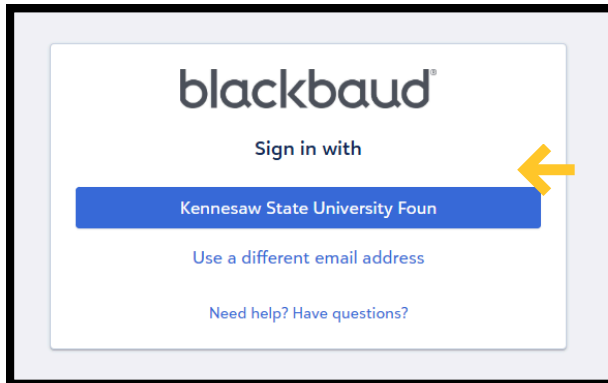 blackbaud®
Sign in with
Kennesaw State University Foun
Use a different email address
Need help? Have questions?